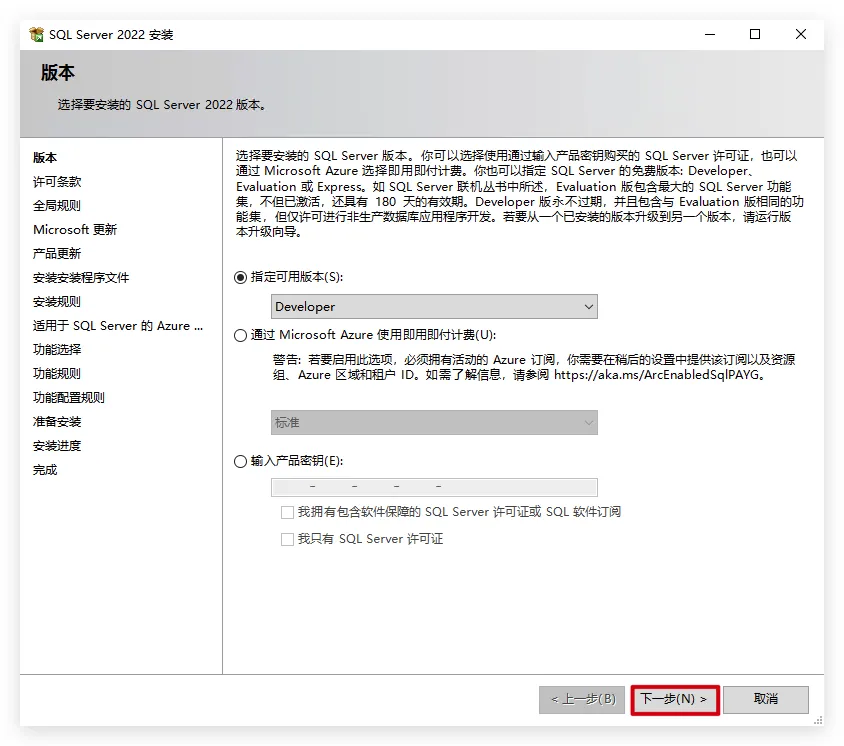 SQL Server 2022 安装
版本
选择要安装的 SQL Server 2022 版本。
版本
许可条款
全局规则
Microsoft 更新
产品更新
安装安装程序文件
安装规则
适用于 SQL Server 的 Azure ...
功能选择
功能规则
功能配置规则
准备安装
安装进度
完成
选择要安装的 SQL Server 版本。你可以选择使用通过输入产品密钥购买的 SQL Server 许可证，也可以
通过 Microsoft Azure 选择即用即付计费。你也可以指定 SQL Server 的免费版本: Developer、
Evaluation 或 Express。如 SQL Server 联机丛书中所述，Evaluation 版包含最大的 SQL Server 功能
集，不但已激活，还具有 180 天的有效期。Developer 版永不过期，并且包含与 Evaluation 版相同的功
能集，但仅许可进行非生产数据库应用程序开发。若要从一个已安装的版本升级到另一个版本，请运行版
本升级向导。
指定可用版本(S):
Developer
通过 Microsoft Azure 使用即用即付计费(U):
警告: 若要启用此选项，必须拥有活动的 Azure 订阅，你需要在稍后的设置中提供该订阅以及资源
组、Azure 区域和租户 ID。如需了解信息，请参阅 https://aka.ms/ArcEnabledSqlPAYG。
标准
输入产品密钥(E):
- - - -
我拥有包含软件保障的 SQL Server 许可证或 SQL 软件订阅
我只有 SQL Server 许可证
< 上一步(B)
下一步(N) >
取消